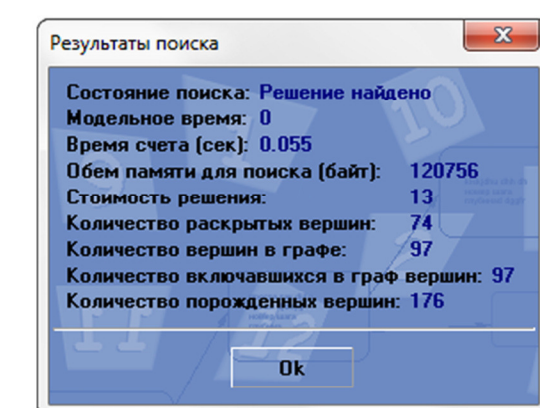 Результаты поиска
Состояние поиска: Решение найдено
Модельное время: 0
Время счета (сек): 0.055
Обем памяти для поиска (байт): 120756
Стоимость решения: 13
Количество раскрытых вершин: 74
Количество вершин в графе: 97
Количество включавшихся в граф вершин: 97
Количество порожденных вершин: 176
Ok